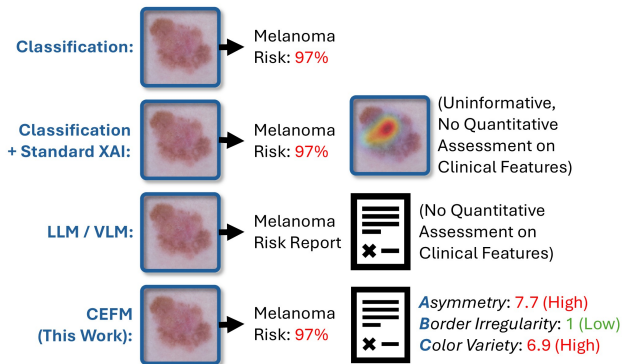 Classification:
Melanoma
Risk: 97%
Classification
+ Standard XAI:
Melanoma
Risk: 97%
(Uninformative,
No Quantitative
Assessment on
Clinical Features)
LLM / VLM:
Melanoma
Risk Report
(No Quantitative
Assessment on
Clinical Features)
CEFM
(This Work):
Melanoma
Risk: 97%
Asymmetry: 7.7 (High)
Border Irregularity: 1 (Low)
Color Variety: 6.9 (High)